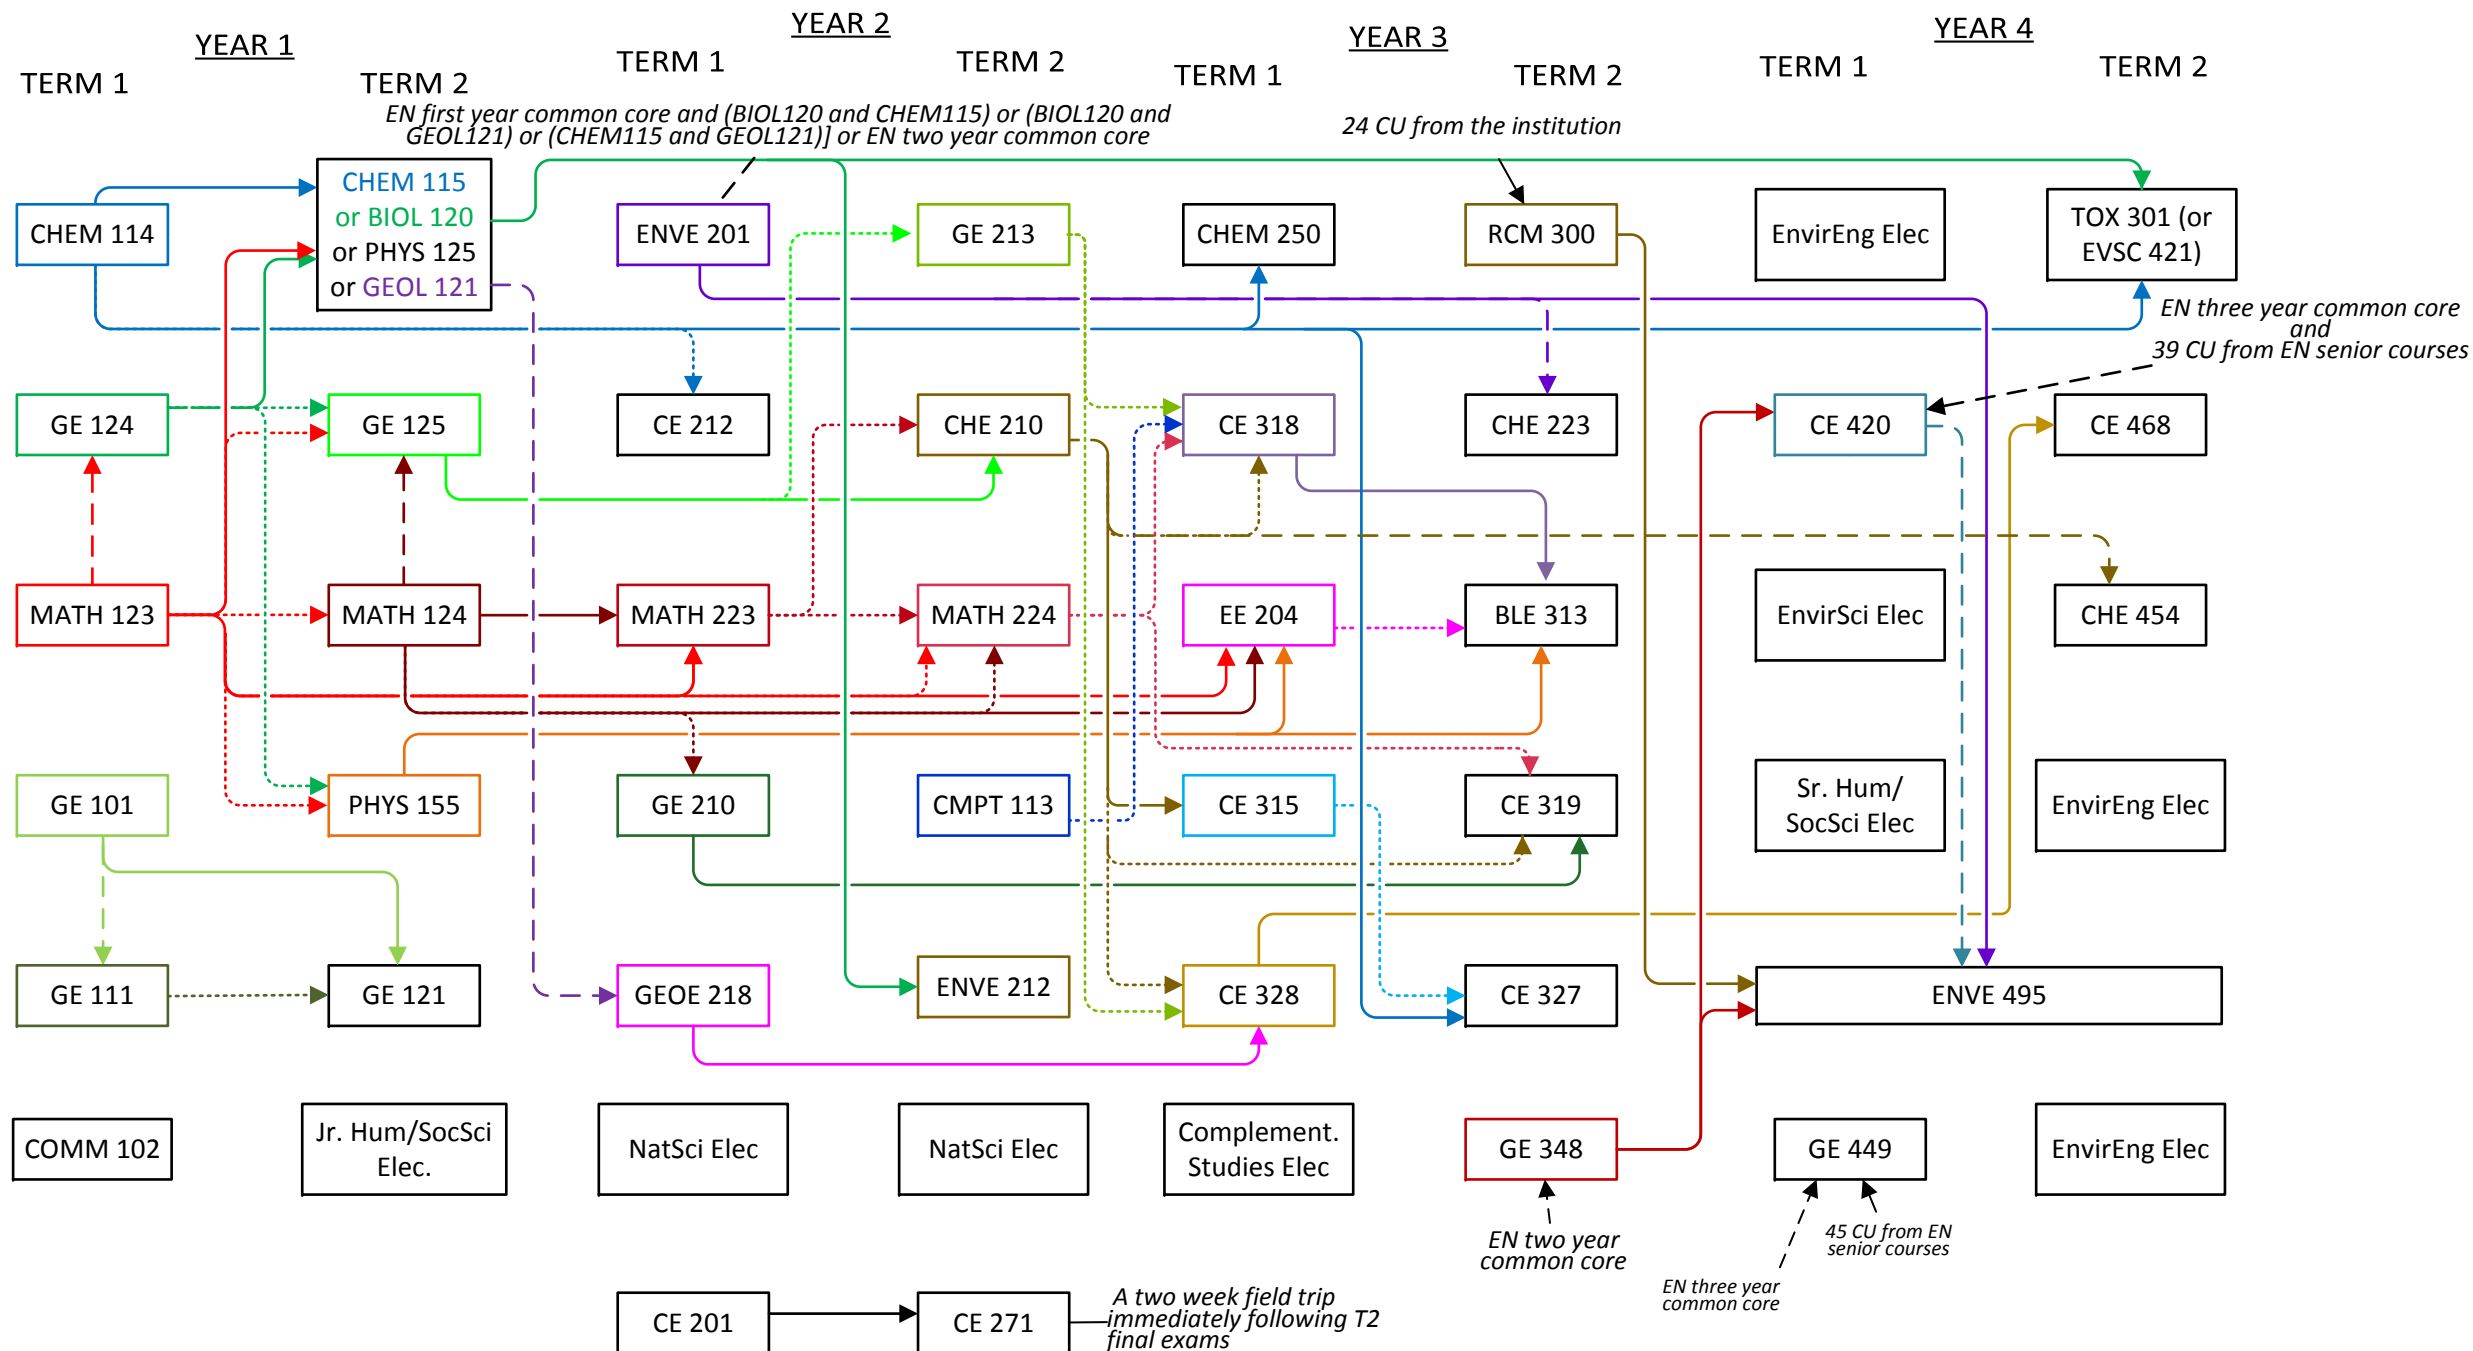 YEAR 1
YEAR 2
YEAR 3
YEAR 4
TERM 1
TERM 2
TERM 1
TERM 2
TERM 1
TERM 2
TERM 1
TERM 2
EN first year common core and (BIOL120 and CHEM115) or (BIOL120 and
GEOL121) or (CHEM115 and GEOL121)] or EN two year common core
24 CU from the institution
CHEM 114
CHEM 115
or BIOL 120
or PHYS 125
or GEOL 121
ENVE 201
GE 213
CHEM 250
RCM 300
EnvirEng Elec
TOX 301 (or
EVSC 421)
EN three year common core
and
39 CU from EN senior courses
GE 124
GE 125
CE 212
CHE 210
CE 318
CHE 223
CE 420
CE 468
MATH 123
MATH 124
MATH 223
MATH 224
EE 204
BLE 313
EnvirSci Elec
CHE 454
GE 101
PHYS 155
GE 210
CMPT 113
CE 315
CE 319
Sr. Hum/
SocSci Elec
EnvirEng Elec
GE 111
GE 121
GEOE 218
ENVE 212
CE 328
CE 327
ENVE 495
COMM 102
Jr. Hum/SocSci
Elec.
NatSci Elec
NatSci Elec
Complement.
Studies Elec
GE 348
GE 449
EnvirEng Elec
EN two year
common core
45 CU from EN
senior courses
EN three year
common core
CE 201
CE 271
A two week field trip
immediately following T2
final exams